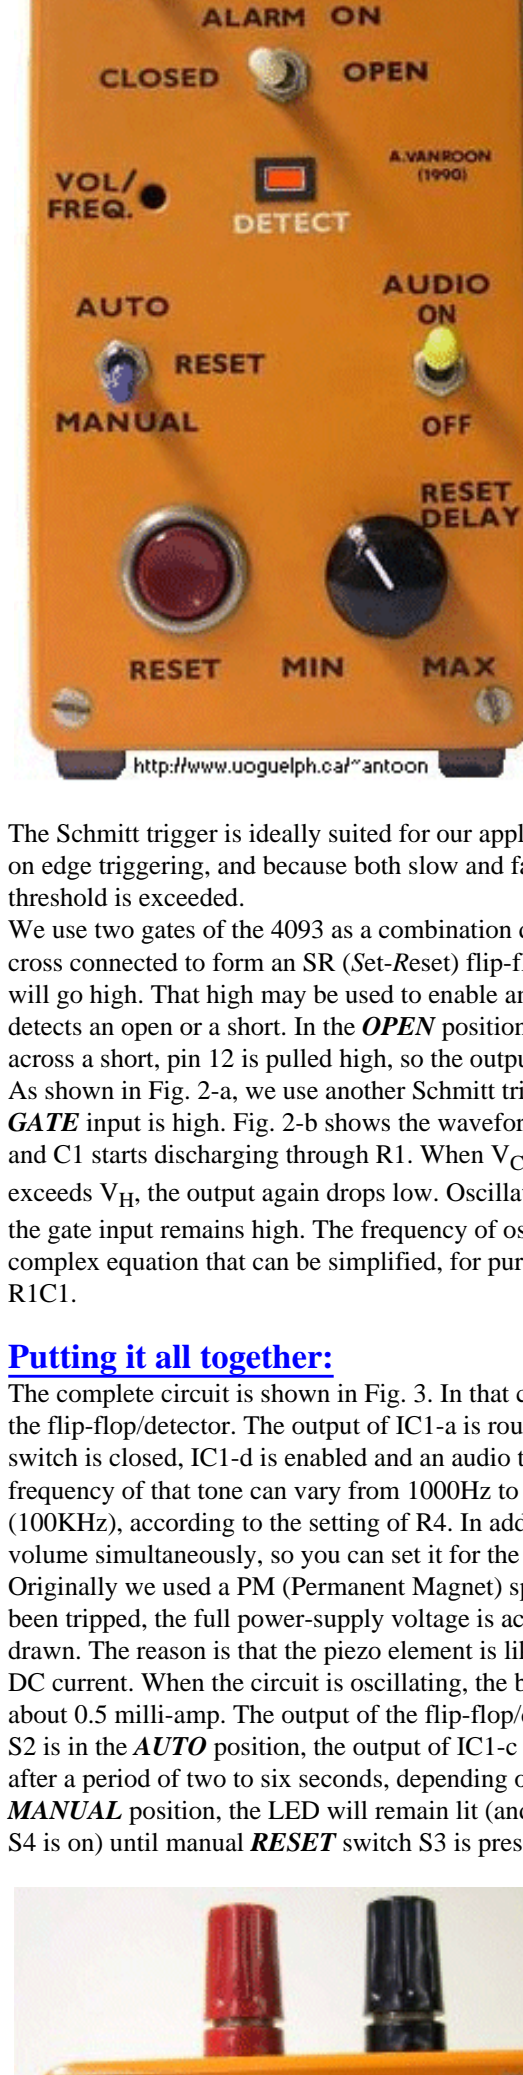 ALARM ON
CLOSED
OPEN
A.VANROON
(1990)
VOL/
FREQ.
DETECT
AUDIO
ON
AUTO
RESET
MANUAL
OFF
RESET
DELAY
RESET
MIN
MAX
http://www.uoguelph.ca/~antoon
The Schmitt trigger is ideally suited for our appl
on edge triggering, and because both slow and fa
threshold is exceeded.
We use two gates of the 4093 as a combination
cross connected to form an SR (Set-Reset) flip-f
will go high. That high may be used to enable an
detects an open or a short. In the OPEN position
across a short, pin 12 is pulled high, so the outpu
As shown in Fig. 2-a, we use another Schmitt tri
GATE input is high. Fig. 2-b shows the wavefor
and C1 starts discharging through R1. When VC
exceeds VH, the output again drops low. Oscillat
the gate input remains high. The frequency of os
complex equation that can be simplified, for pur
R1C1.
Putting it all together:
The complete circuit is shown in Fig. 3. In that c
the flip-flop/detector. The output of IC1-a is rou
switch is closed, IC1-d is enabled and an audio t
frequency of that tone can vary from 1000Hz to
(100KHz), according to the setting of R4. In add
volume simultaneously, so you can set it for the
Originally we used a PM (Permanent Magnet) sp
been tripped, the full power-supply voltage is ac
drawn. The reason is that the piezo element is lik
DC current. When the circuit is oscillating, the b
about 0.5 milli-amp. The output of the flip-flop/
S2 is in the AUTO position, the output of IC1-c
after a period of two to six seconds, depending o
MANUAL position, the LED will remain lit (and
S4 is on) until manual RESET switch S3 is pres